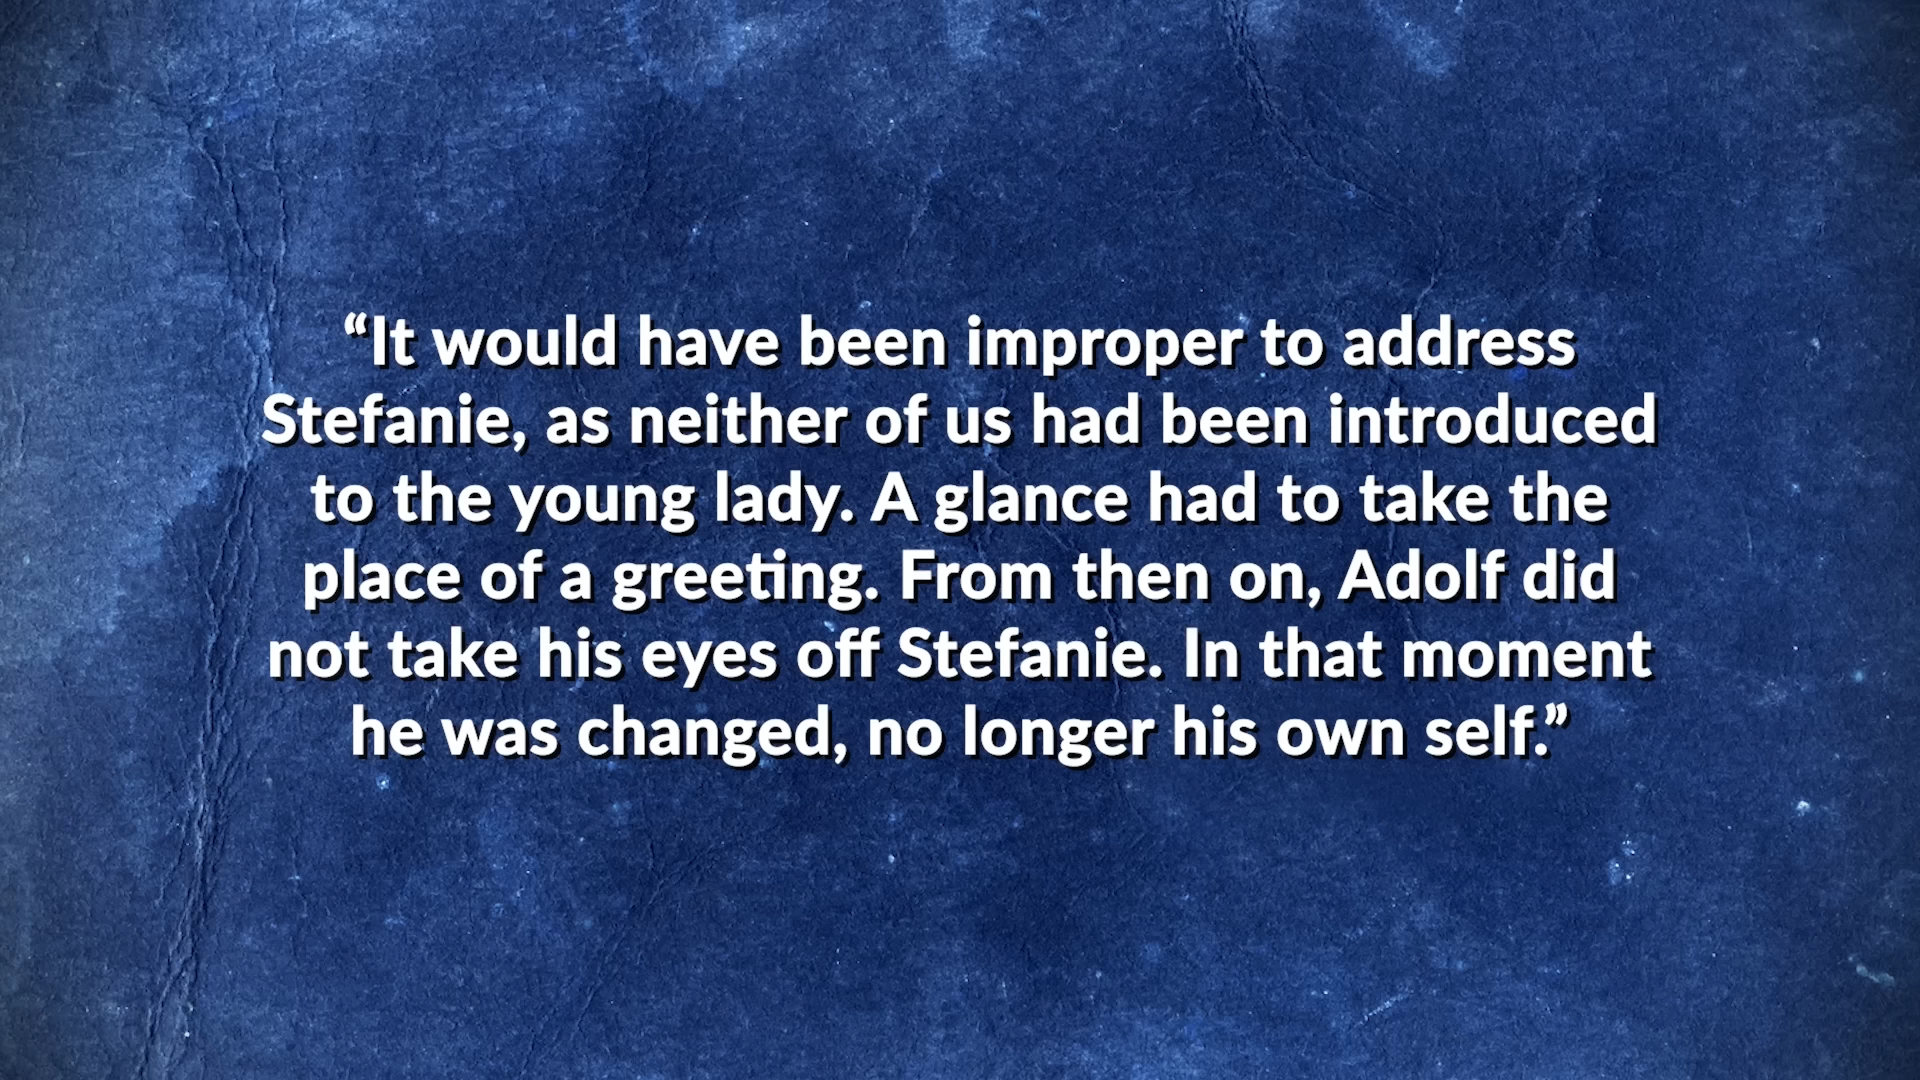 “It would have been improper to address
Stefanie, as neither of us had been introduced
to the young lady. A glance had to take the
place of a greeting. From then on, Adolf did
not take his eyes off Stefanie. In that moment
he was changed, no longer his own self.”